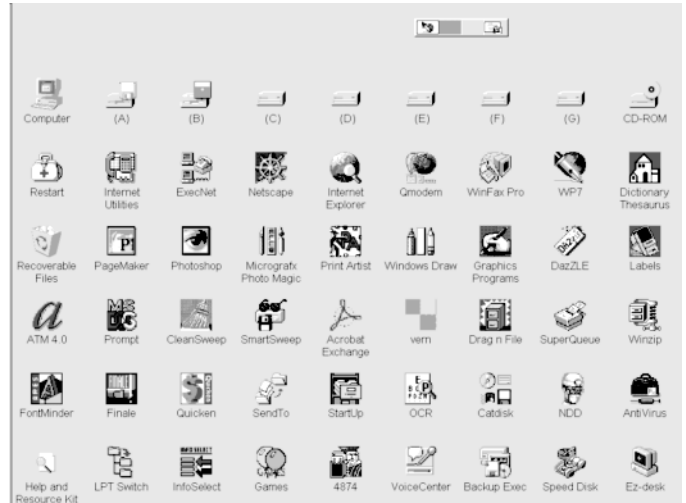 Computer (A) (B) (C) (D) (E) (F) (G) CD-ROM
Restart Internet Utilities ExecNet Netscape Internet Explorer Qmodem WinFax Pro WP7 Dictionary Thesaurus
Recoverable Files PageMaker Photoshop Micrografx Photo Magic Print Artist Windows Draw Graphics Programs DazZLE Labels
ATM 4.0 Prompt CleanSweep SmartSweep Acrobat Exchange vern Drag n File SuperQueue Winzip
FontMinder Finale Quicken SendTo StartUp OCR Catdisk NDD AntiVirus
Help and Resource Kit LPT Switch InfoSelect Games 4874 VoiceCenter Backup Exec Speed Disk Ez-desk